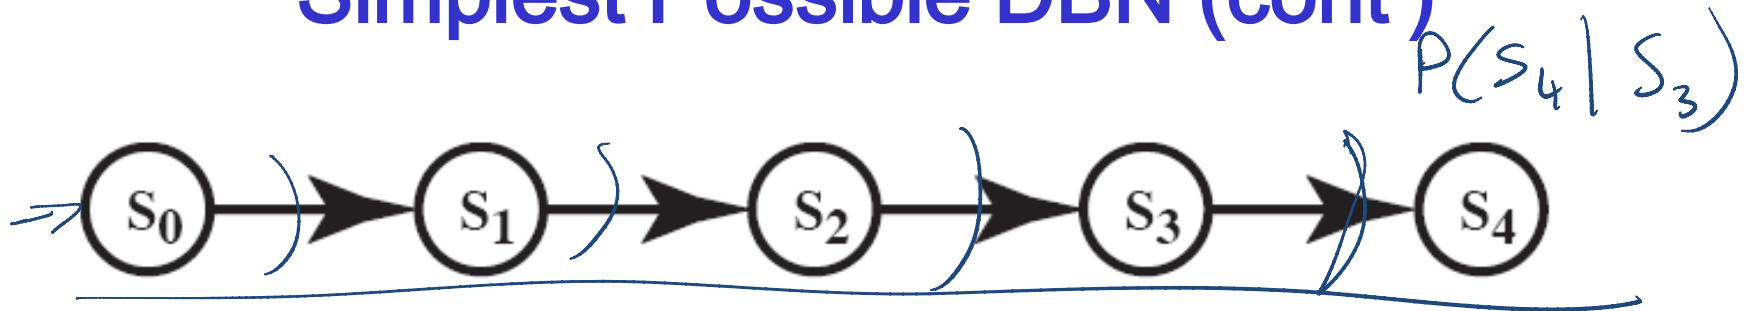 Simplest Possible DBN (cont')
P(S4 | S3)
S0 S1 S2 S3 S4